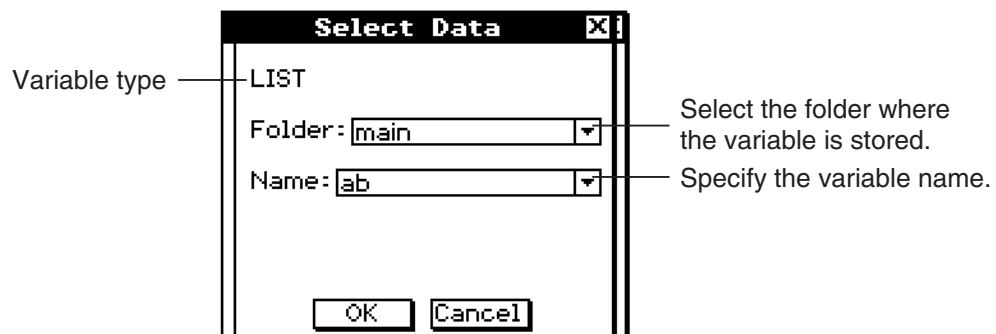 Select Data
Variable type
LIST
Folder:
main
Select the folder where
the variable is stored.
Name:
ab
Specify the variable name.
OK
Cancel